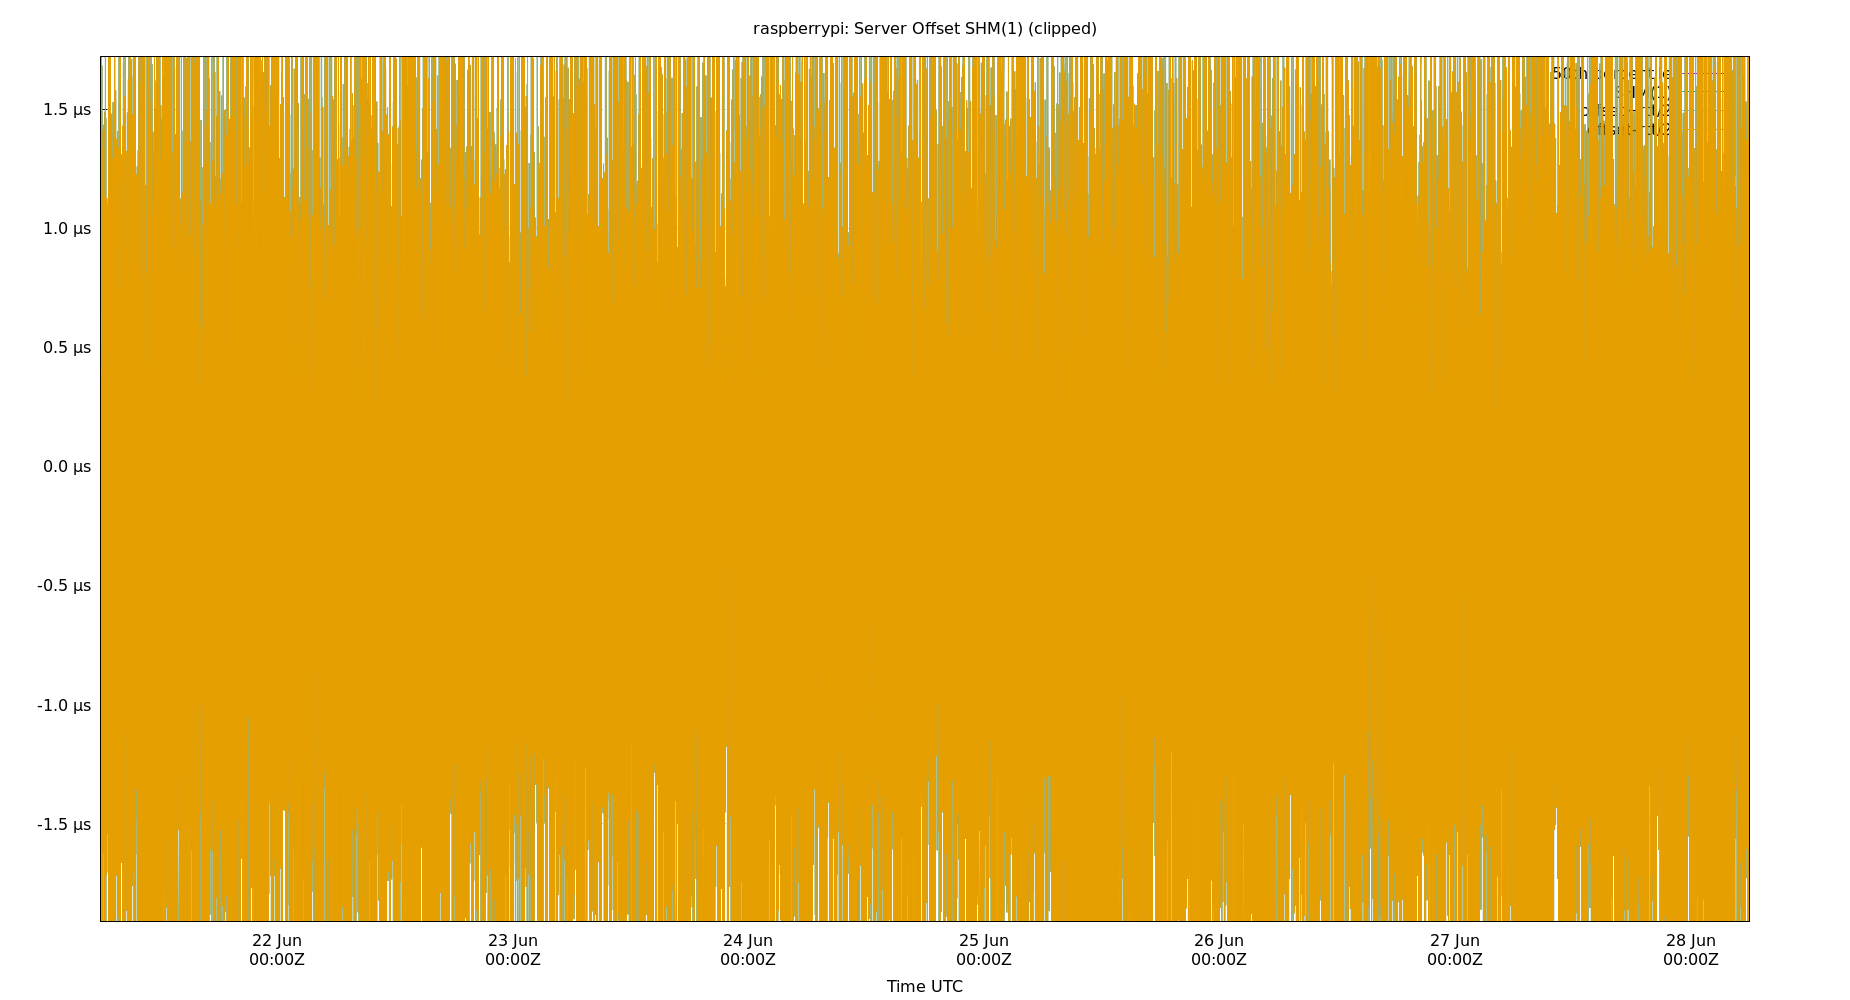 raspberrypi: Server Offset SHM(1) (clipped)
1.5 µs
1.0 µs
0.5 µs
0.0 µs
-0.5 µs
-1.0 µs
-1.5 µs
22 Jun 23 Jun 24 Jun 25 Jun 26 Jun 27 Jun 28 Jun
00:00Z 00:00Z 00:00Z 00:00Z 00:00Z 00:00Z 00:00Z
Time UTC